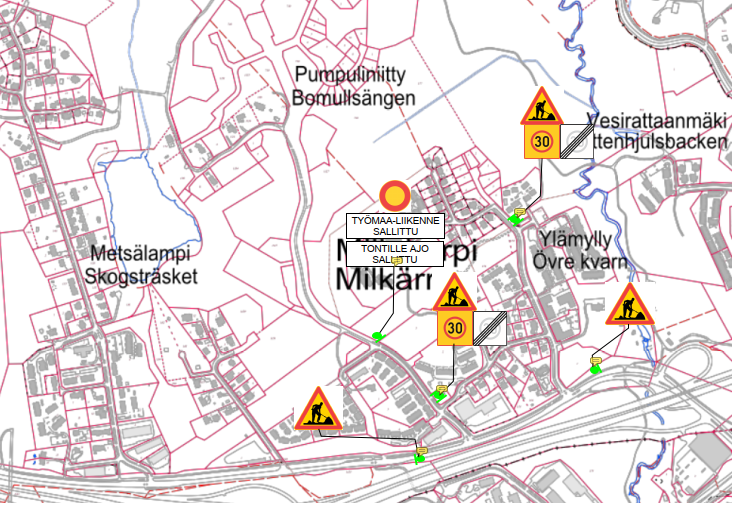 Pumpuliniitty
Bomullsängen
Vesirattaanmäki
ttenhjulsbacken
30
TYÖMAA-LIIKENNE
SALLITTU
TONTILLE AJO
SALLITTU
Ylämylly
Övre kvarn
Metsälampi
Skogsträsket
30